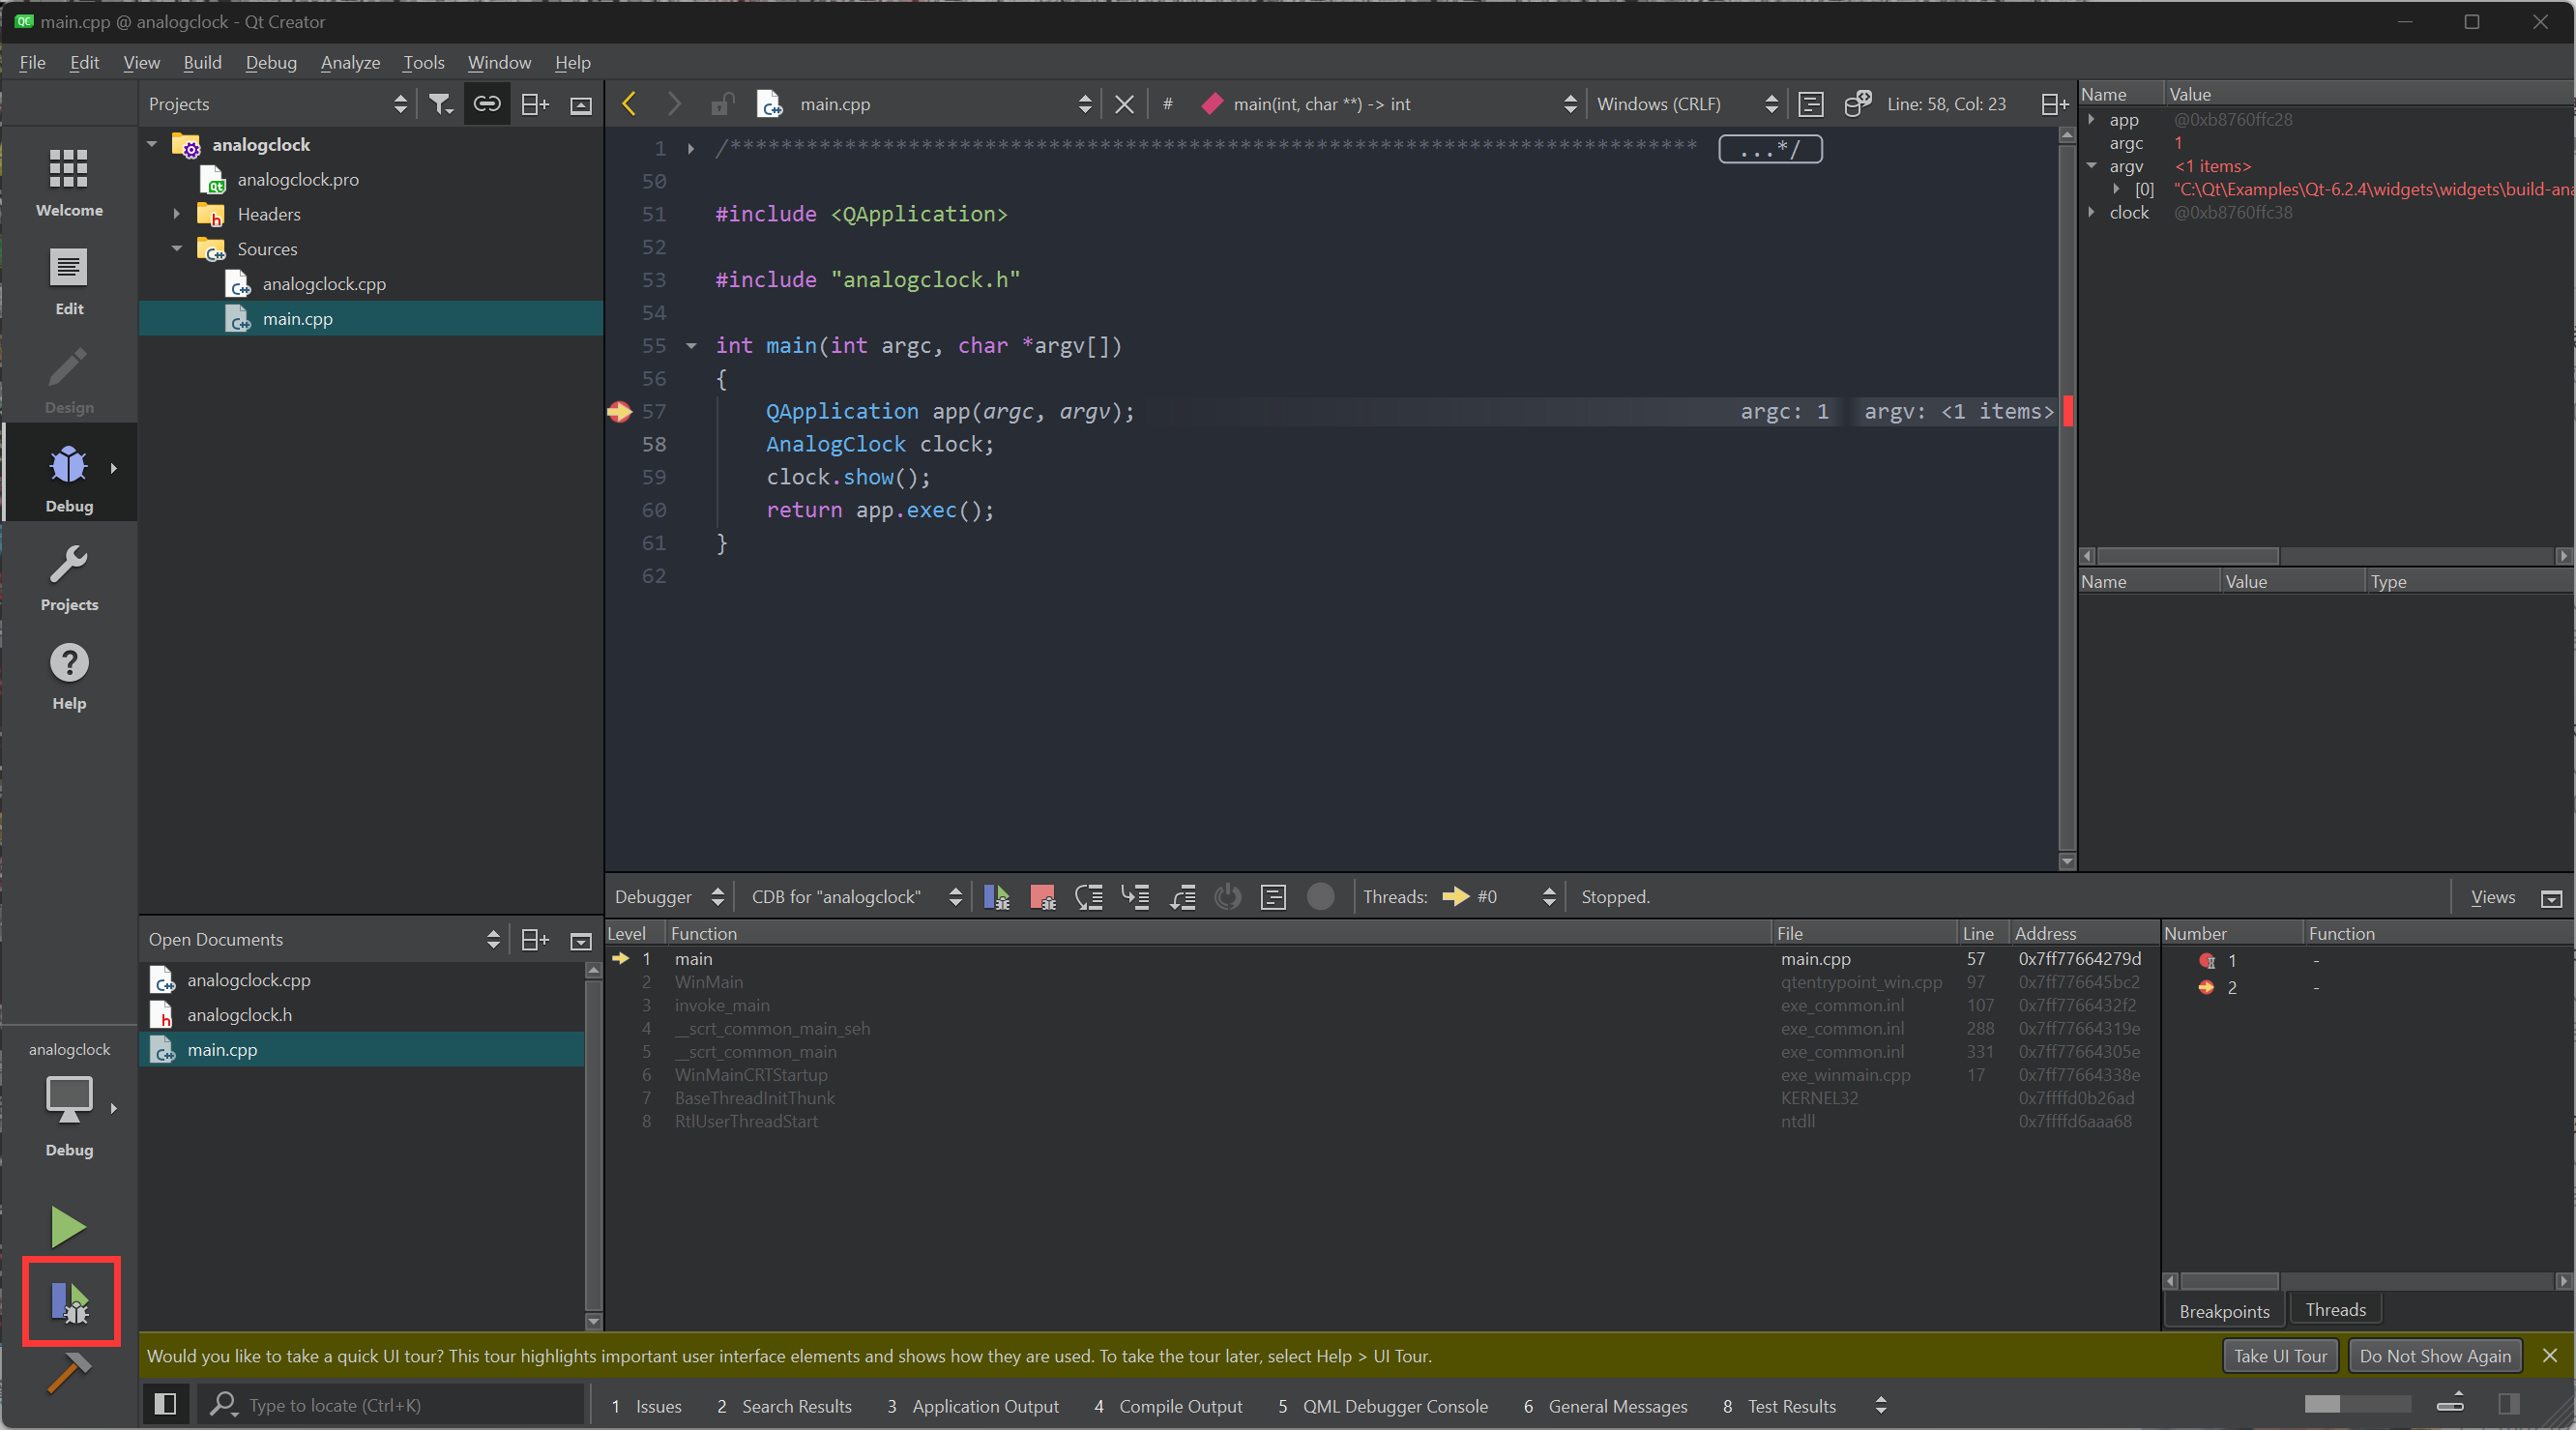 main.cpp @ analogclock - Qt Creator
File Edit View Build Debug Analyze Tools Window Help
Projects
main.cpp
# main(int, char **) -> int
Windows (CRLF)
Line: 58, Col: 23
Welcome
Edit
Design
Debug
Projects
Help
analogclock
Debug
analogclock
analogclock.pro
Headers
Sources
analogclock.cpp
main.cpp
1 /**************************************************************************** ...*/
50
51 #include <QApplication>
52
53 #include "analogclock.h"
54
55 int main(int argc, char *argv[])
56 {
57 QApplication app(argc, argv); argc: 1 argv: <1 items>
58 AnalogClock clock;
59 clock.show();
60 return app.exec();
61 }
62
Name Value
app @0xb8760ffc28
argc 1
argv <1 items>
[0] "C:\Qt\Examples\Qt-6.2.4\widgets\widgets\build-ana
clock @0xb8760ffc38
Name Value Type
Debugger CDB for "analogclock" Threads: #0 Stopped. Views
Open Documents
analogclock.cpp
analogclock.h
main.cpp
Level Function File Line Address
1 main main.cpp 57 0x7ff77664279d
2 WinMain qtentrypoint_win.cpp 97 0x7ff776645bc2
3 invoke_main exe_common.inl 107 0x7ff7766432f2
4 __scrt_common_main_seh exe_common.inl 288 0x7ff77664319e
5 __scrt_common_main exe_common.inl 331 0x7ff77664305e
6 WinMainCRTStartup exe_winmain.cpp 17 0x7ff77664338e
7 BaseThreadInitThunk KERNEL32 0x7ffffd0b26ad
8 RtlUserThreadStart ntdll 0x7ffffd6aaa68
Number Function
1 -
2 -
Breakpoints Threads
Would you like to take a quick UI tour? This tour highlights important user interface elements and shows how they are used. To take the tour later, select Help > UI Tour.
Take UI Tour Do Not Show Again
Type to locate (Ctrl+K)
1 Issues 2 Search Results 3 Application Output 4 Compile Output 5 QML Debugger Console 6 General Messages 8 Test Results